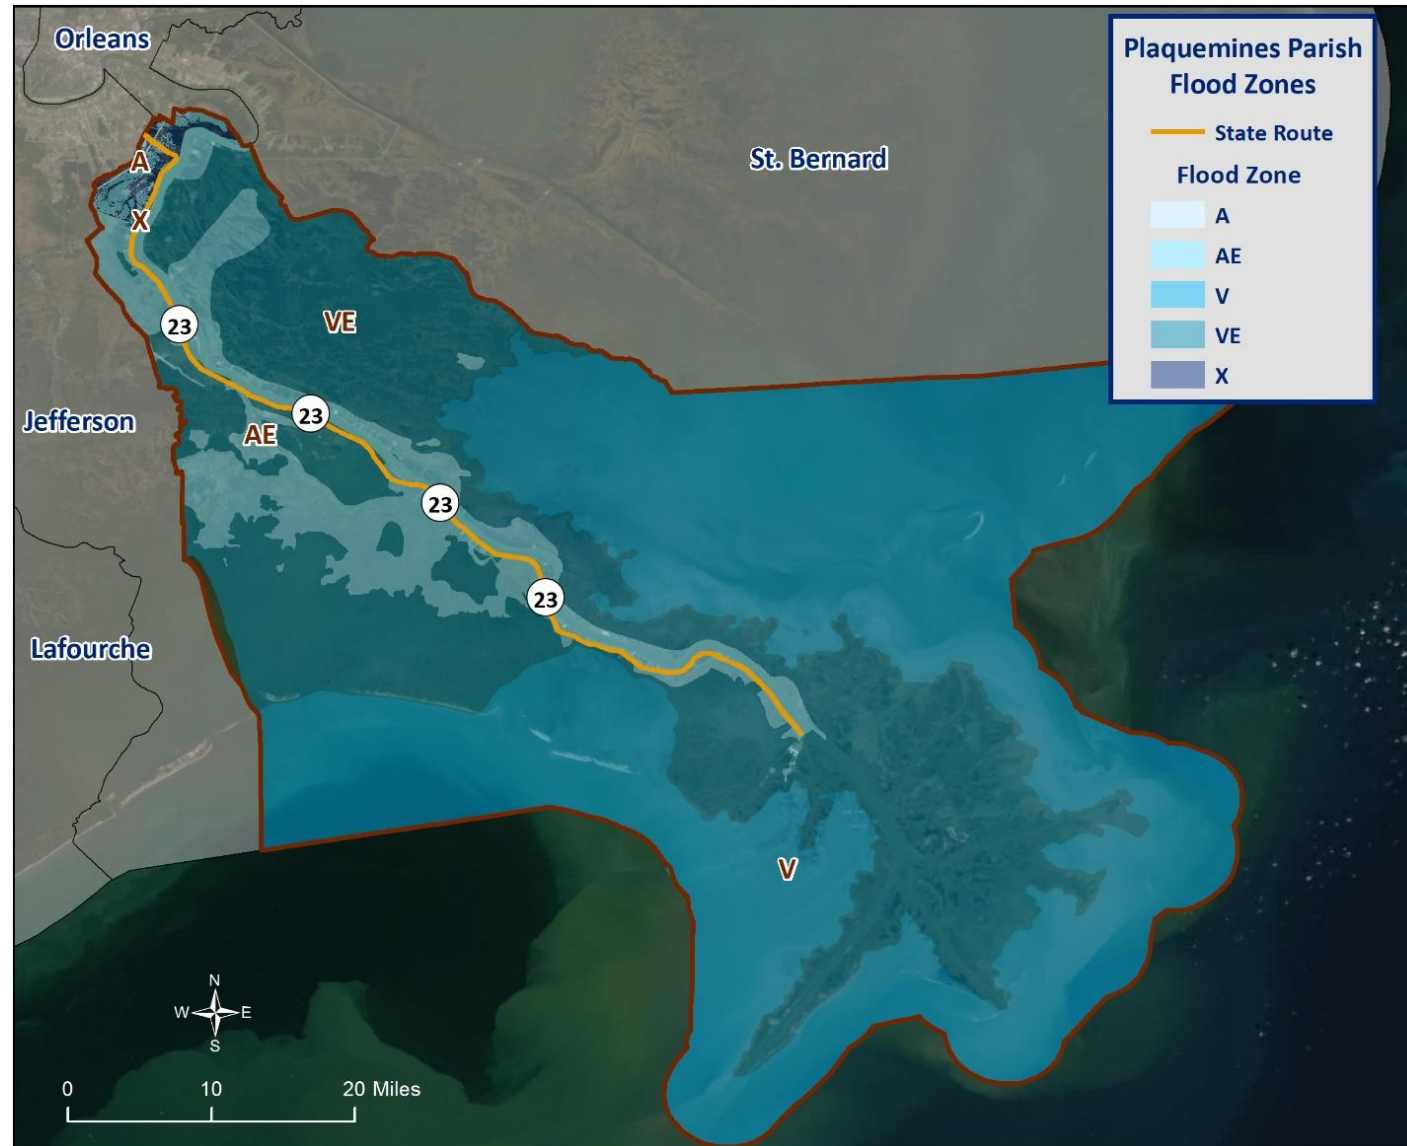 Orleans
Plaquemines Parish
Flood Zones
State Route
Flood Zone
A
AE
V
VE
X
St. Bernard
A
X
23
VE
23
Jefferson
AE
23
23
Lafourche
V
N
W E
S
0 10 20 Miles